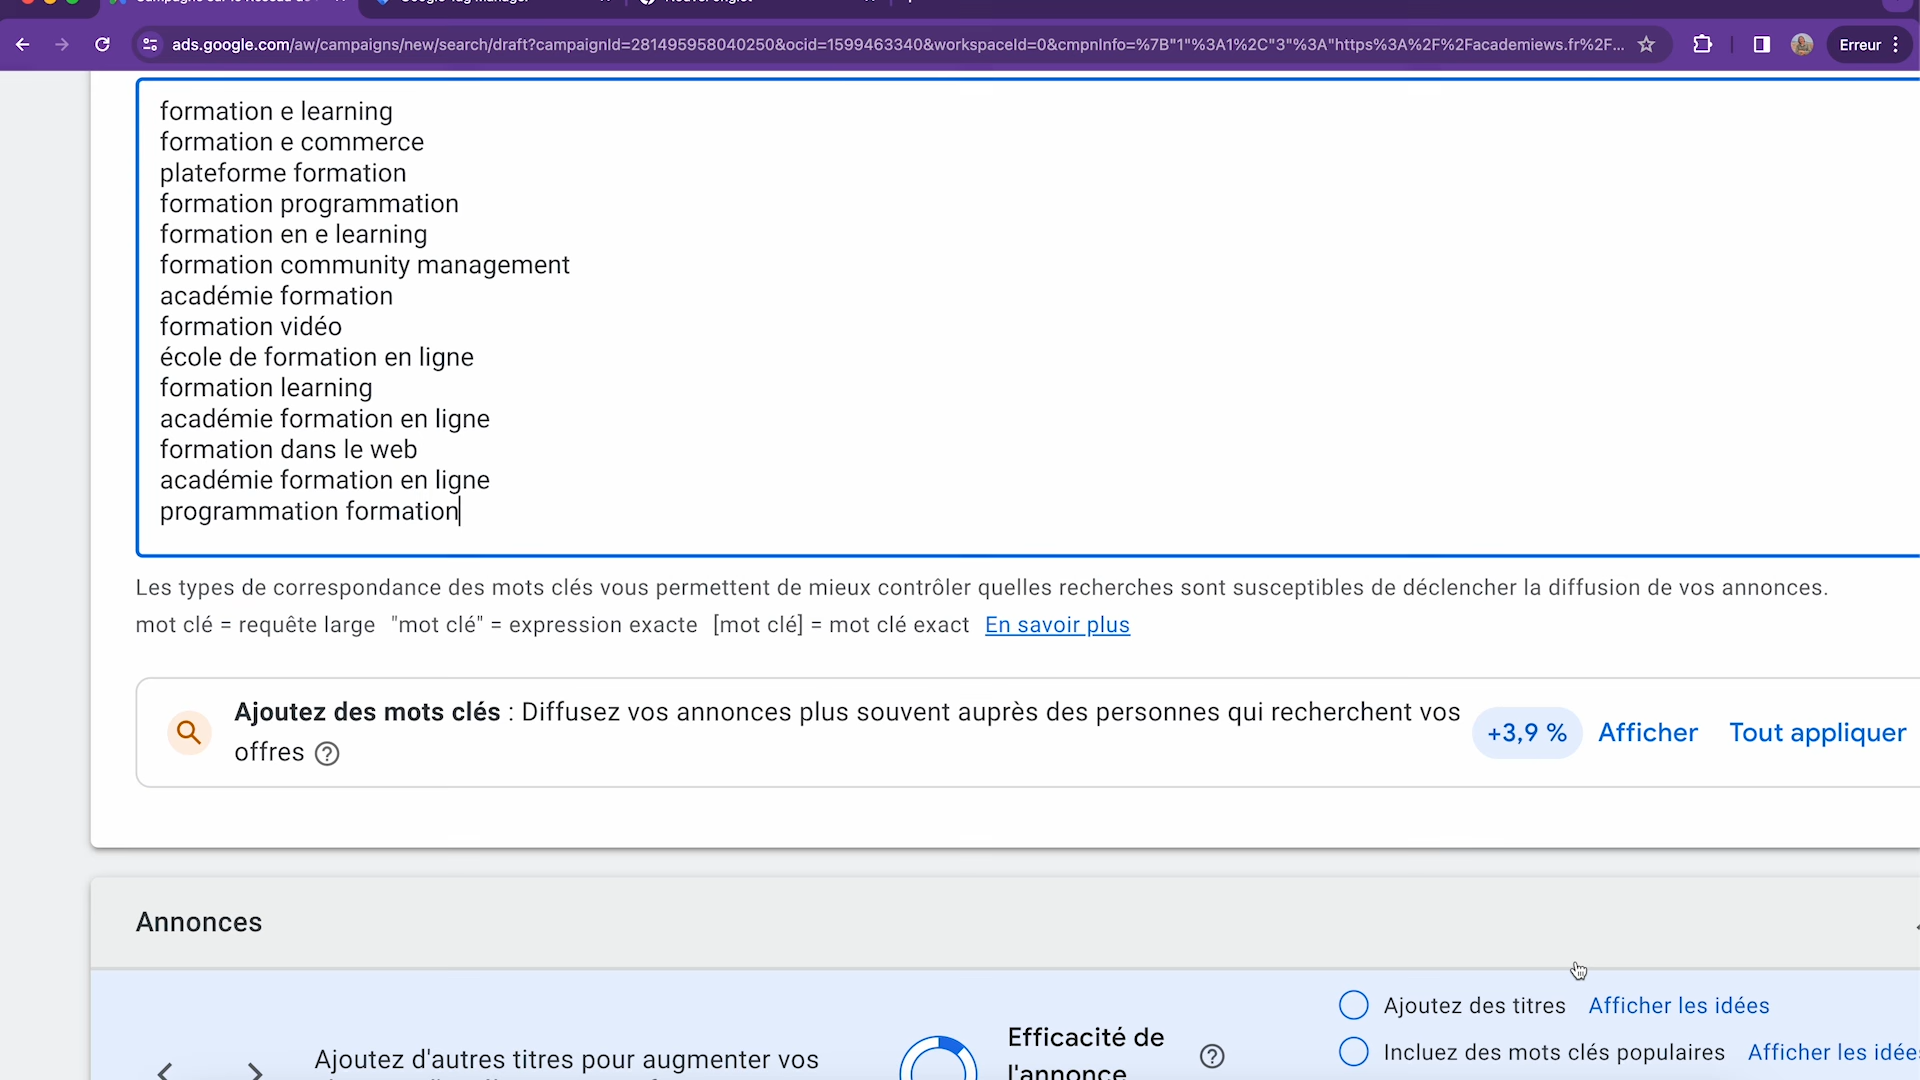 ads.google.com/aw/campaigns/new/search/draft?campaignId=281495958040250&ocid=1599463340&workspaceId=0&cmpnInfo=%7B"1"%3A1%2C"3"%3A"https%3A%2F%2Facademiews.fr%2F...
Erreur
formation e learning
formation e commerce
plateforme formation
formation programmation
formation en e learning
formation community management
académie formation
formation vidéo
école de formation en ligne
formation learning
académie formation en ligne
formation dans le web
académie formation en ligne
programmation formation
Les types de correspondance des mots clés vous permettent de mieux contrôler quelles recherches sont susceptibles de déclencher la diffusion de vos annonces.
mot clé = requête large "mot clé" = expression exacte [mot clé] = mot clé exact En savoir plus
Ajoutez des mots clés : Diffusez vos annonces plus souvent auprès des personnes qui recherchent vos
offres
+3,9 % Afficher Tout appliquer
Annonces
Ajoutez des titres Afficher les idées
Incluez des mots clés populaires Afficher les idées
Ajoutez d'autres titres pour augmenter vos
Efficacité de
l'annonce